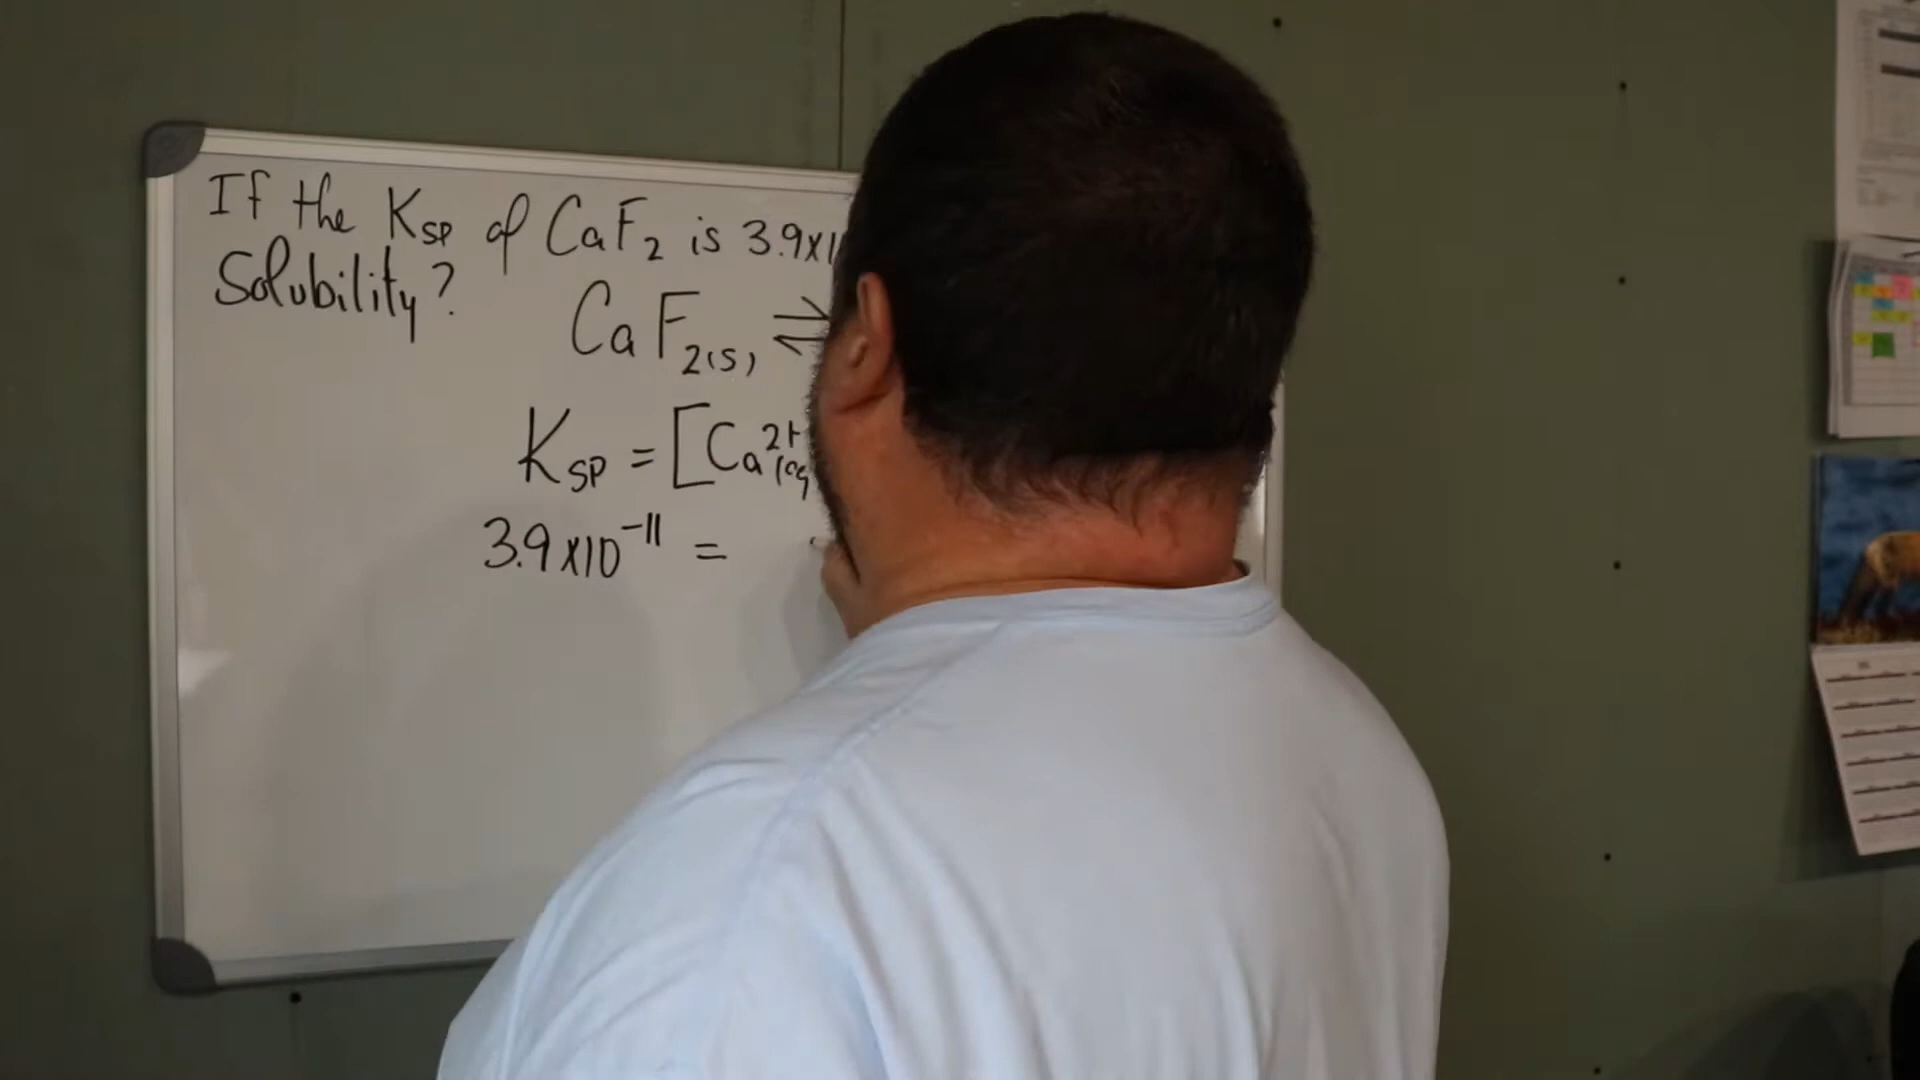 If the Ksp of CaF2 is 3.9x1
Solubility?
CaF2(s) ⇌
Ksp = [Ca2+(aq
3.9x10-11 =